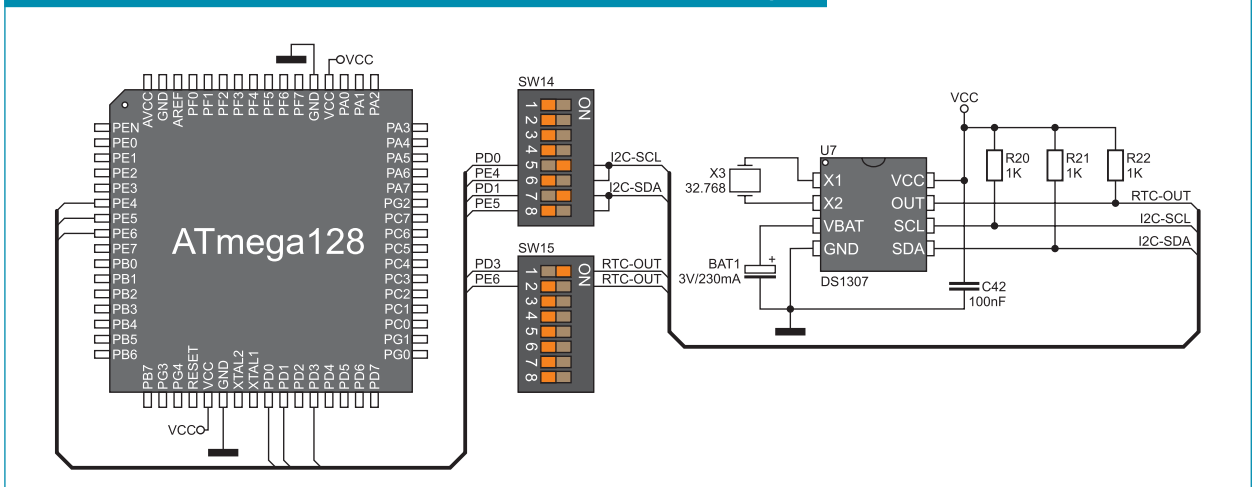 VCC
AVCC
GND
AREF
PF0
PF1
PF2
PF3
PF4
PF5
PF6
PF7
GND
VCC
PA0
PA1
PA2
PEN
PE0
PE1
PE2
PE3
PE4
PE5
PE6
PE7
PB0
PB1
PB2
PB3
PB4
PB5
PB6
ATmega128
PA3
PA4
PA5
PA6
PA7
PG2
PC7
PC6
PC5
PC4
PC3
PC2
PC1
PC0
PG1
PG0
PB7
PG3
PG4
RESET
VCC
GND
XTAL2
XTAL1
PD0
PD1
PD2
PD3
PD4
PD5
PD6
PD7
VCC
SW14
ON
1
2
3
4
5
6
7
8
PD0
PE4
PD1
PE5
I2C-SCL
I2C-SDA
SW15
ON
1
2
3
4
5
6
7
8
PD3
PE6
RTC-OUT
RTC-OUT
VCC
U7
X3
32.768
X1
X2
VBAT
GND
VCC
OUT
SCL
SDA
DS1307
BAT1
+
3V/230mA
R20
1K
R21
1K
R22
1K
RTC-OUT
I2C-SCL
I2C-SDA
C42
100nF